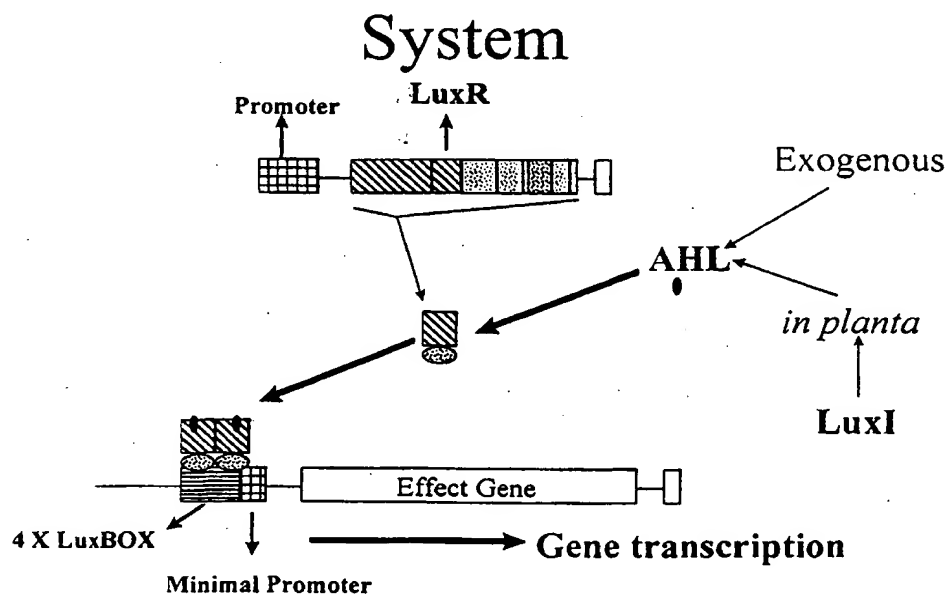 System
Promoter
LuxR
Exogenous
AHL
in planta
LuxI
Effect Gene
4 X LuxBOX
Gene transcription
Minimal Promoter